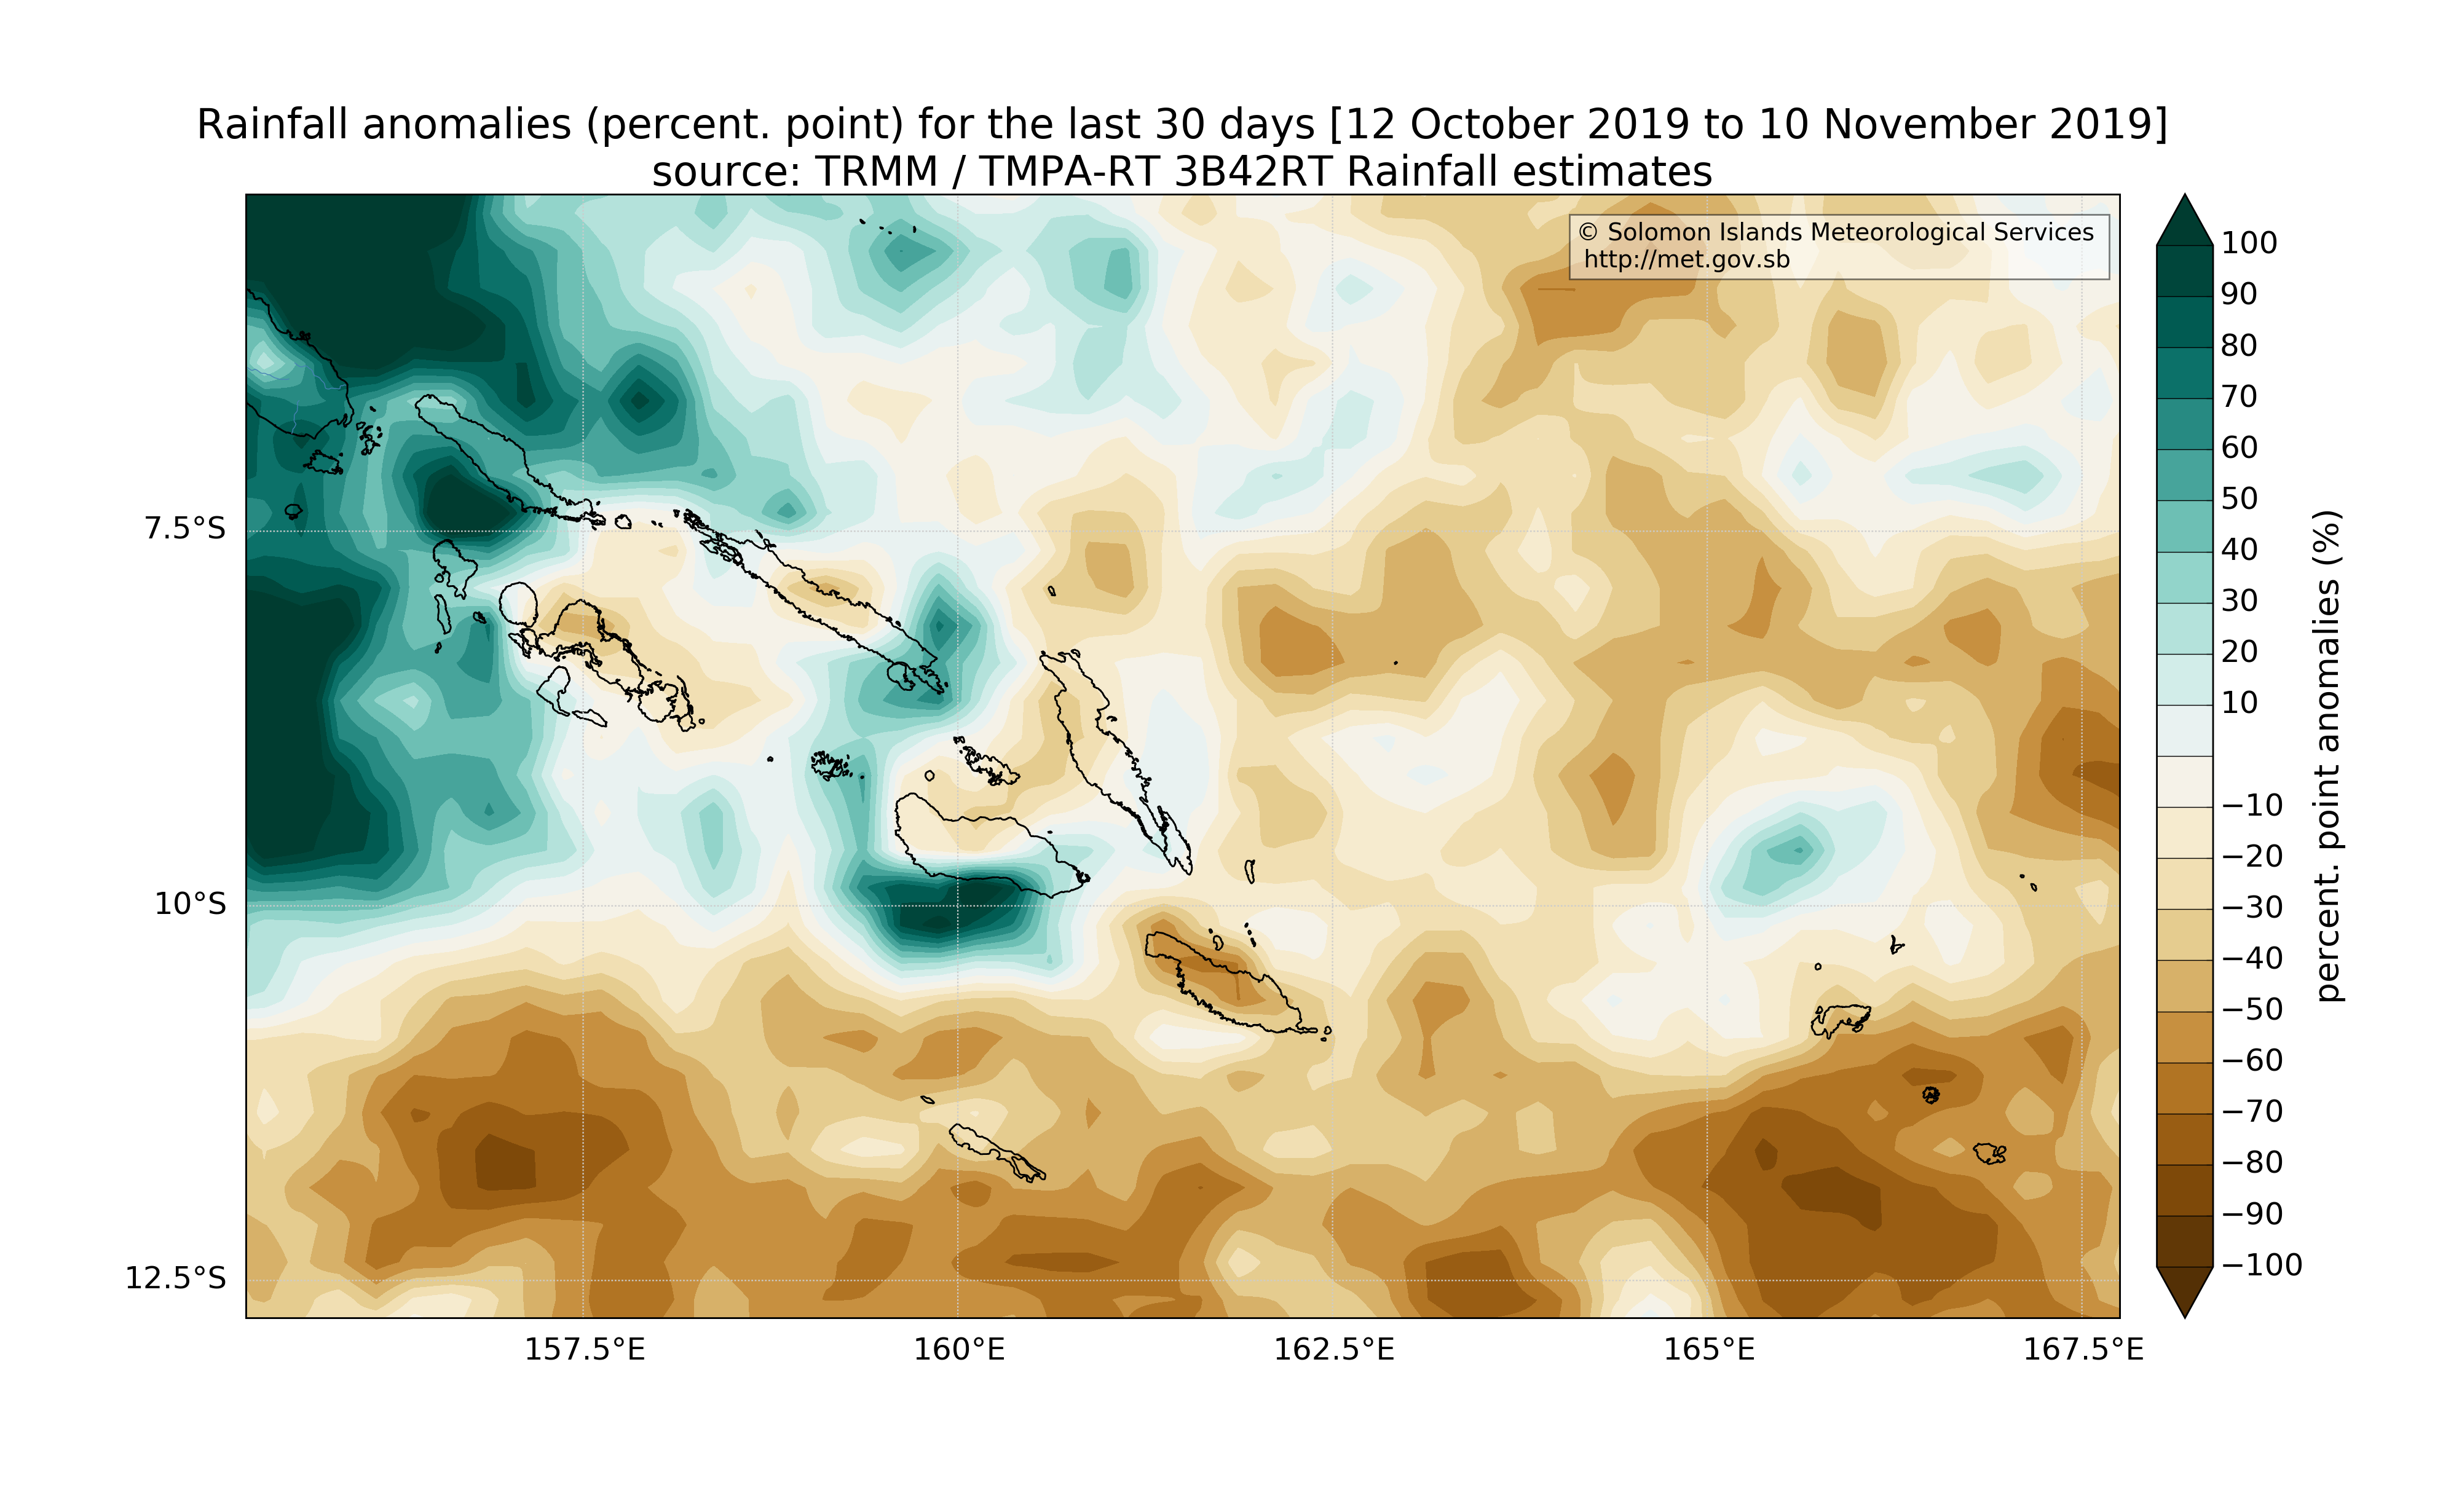 Rainfall anomalies (percent. point) for the last 30 days [12 October 2019 to 10 November 2019]
source: TRMM / TMPA-RT 3B42RT Rainfall estimates
© Solomon Islands Meteorological Services
http://met.gov.sb
7.5°S
10°S
12.5°S
157.5°E
160°E
162.5°E
165°E
167.5°E
100
90
80
70
60
50
40
30
20
10
−10
−20
−30
−40
−50
−60
−70
−80
−90
−100
percent. point anomalies (%)